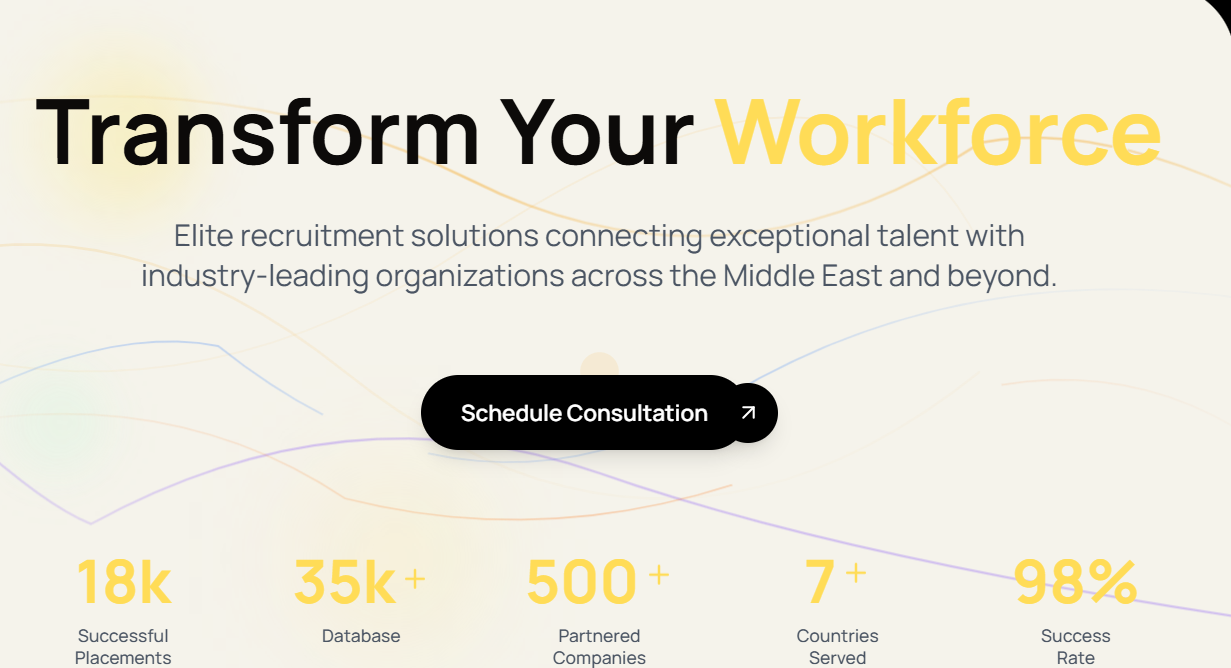 Transform Your Workforce
Elite recruitment solutions connecting exceptional talent with
industry-leading organizations across the Middle East and beyond.
Schedule Consultation
18k
Successful
Placements
35k+
Database
500+
Partnered
Companies
7+
Countries
Served
98%
Success
Rate